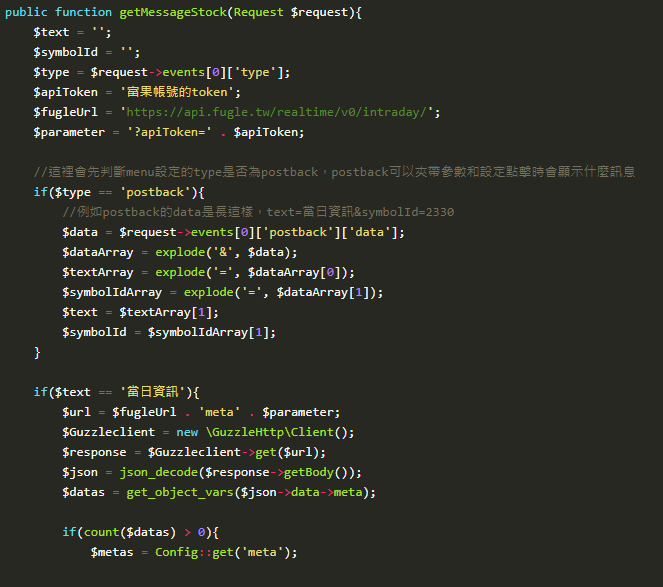 public function getMessageStock(Request $request){
$text = '';
$symbolId = '';
$type = $request->events[0]['type'];
$apiToken = '富果帳號的token';
$fugleUrl = 'https://api.fugle.tw/realtime/v0/intraday/';
$parameter = '?apiToken=' . $apiToken;
//這裡會先判斷menu設定的type是否為postback，postback可以夾帶參數和設定點擊時會顯示什麼訊息
if($type == 'postback'){
//例如postback的data是長這樣，text=當日資訊&symbolId=2330
$data = $request->events[0]['postback']['data'];
$dataArray = explode('&', $data);
$textArray = explode('=', $dataArray[0]);
$symbolIdArray = explode('=', $dataArray[1]);
$text = $textArray[1];
$symbolId = $symbolIdArray[1];
}
if($text == '當日資訊'){
$url = $fugleUrl . 'meta' . $parameter;
$Guzzleclient = new \GuzzleHttp\Client();
$response = $Guzzleclient->get($url);
$json = json_decode($response->getBody());
$datas = get_object_vars($json->data->meta);
if(count($datas) > 0){
$metas = Config::get('meta');